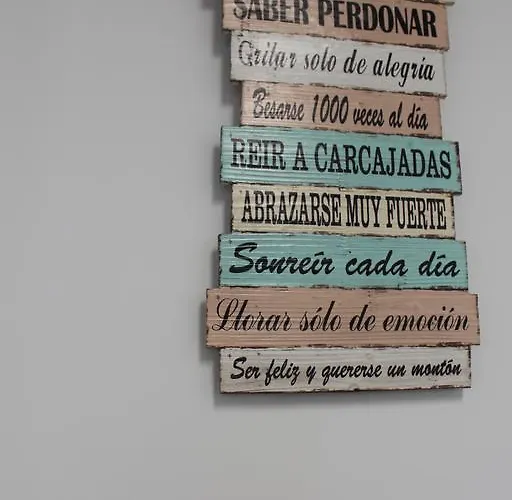 SABER PERDONAR
Gritar solo de alegría
Besarse 1000 veces al día
REIR A CARCAJADAS
ABRAZARSE MUY FUERTE
Sonreír cada día
Llorar sólo de emoción
Ser feliz y quererse un montón